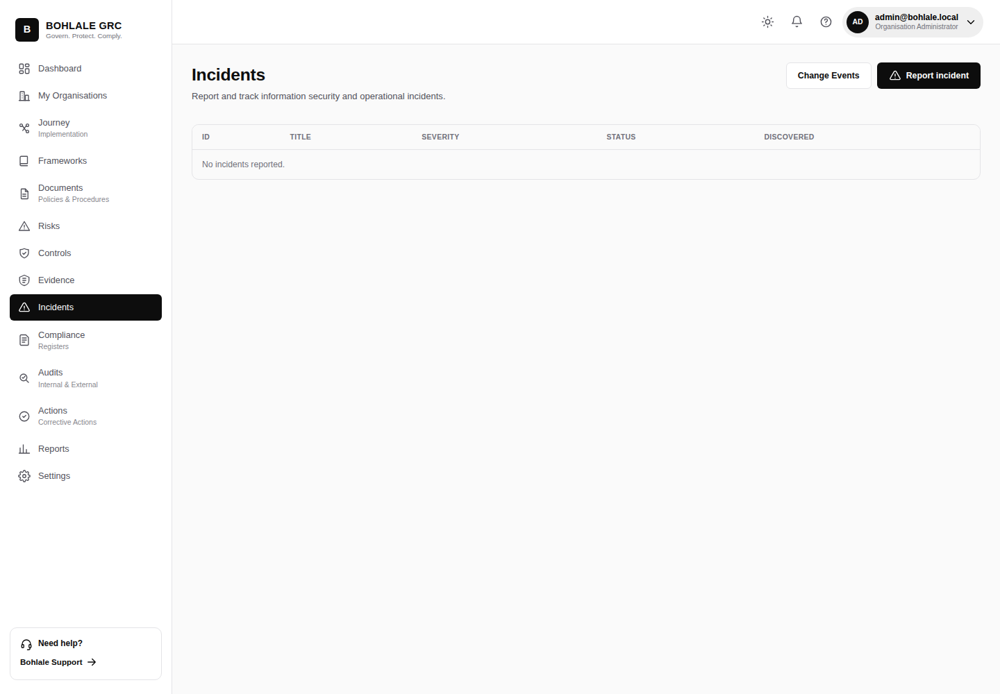 B
BOHLALE GRC
Govern. Protect. Comply.
Dashboard
My Organisations
Journey
Implementation
Frameworks
Documents
Policies & Procedures
Risks
Controls
Evidence
Incidents
Compliance
Registers
Audits
Internal & External
Actions
Corrective Actions
Reports
Settings
Need help?
Bohlale Support
AD
admin@bohlale.local
Organisation Administrator
Incidents
Report and track information security and operational incidents.
Change Events
Report incident
ID TITLE SEVERITY STATUS DISCOVERED
No incidents reported.